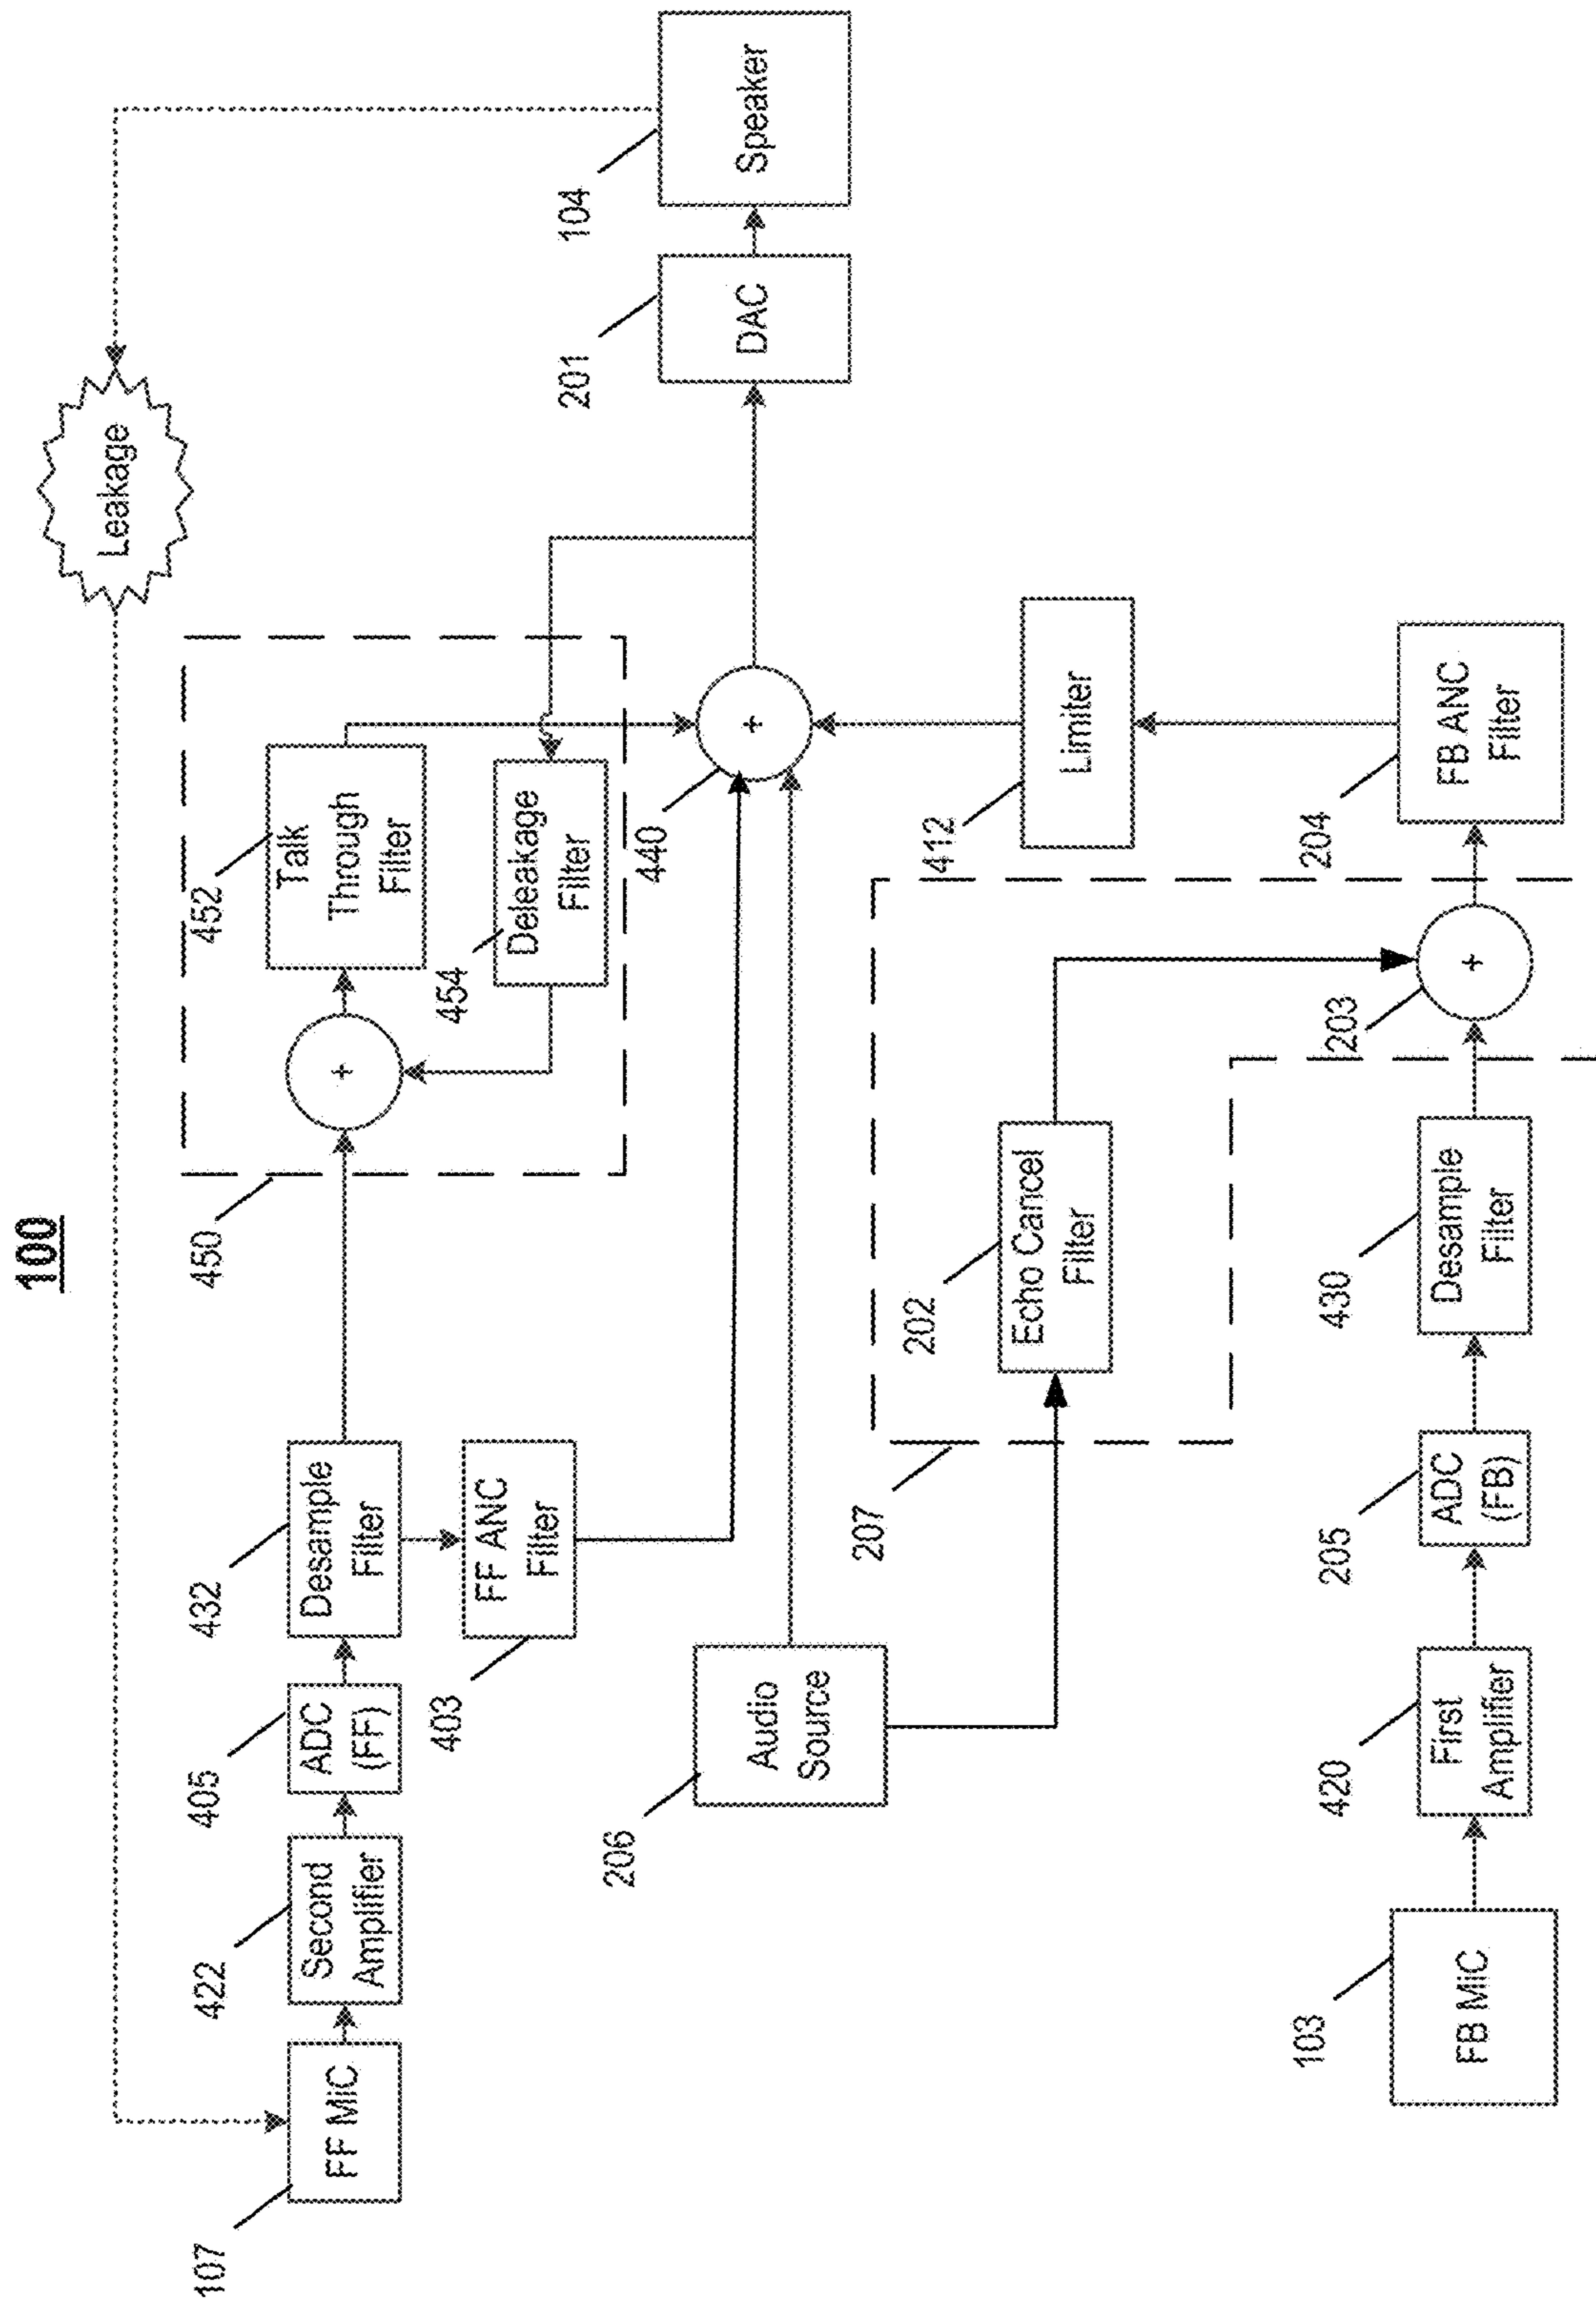 100
Leakage
450
452
Talk
Through
Filter
+
454
Deleakage
Filter
107
FF MiC
422
Second
Amplifier
405
ADC
(FF)
432
Desample
Filter
403
FF ANC
Filter
440
+
201
DAC
104
Speaker
206
Audio
Source
207
202
Echo Cancel
Filter
412
Limiter
103
FB MiC
420
First
Amplifier
205
ADC
(FB)
430
Desample
Filter
203
+
204
FB ANC
Filter